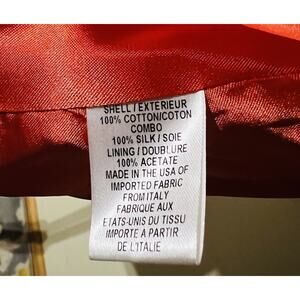 SHELL / EXTERIEUR
100% COTTON/COTON
COMBO
100% SILK / SOIE
LINING / DOUBLURE
100% ACETATE
MADE IN THE USA OF
IMPORTED FABRIC
FROM ITALY
FABRIQUE AUX
ETATS-UNIS DU TISSU
IMPORTE A PARTIR
DE L'ITALIE